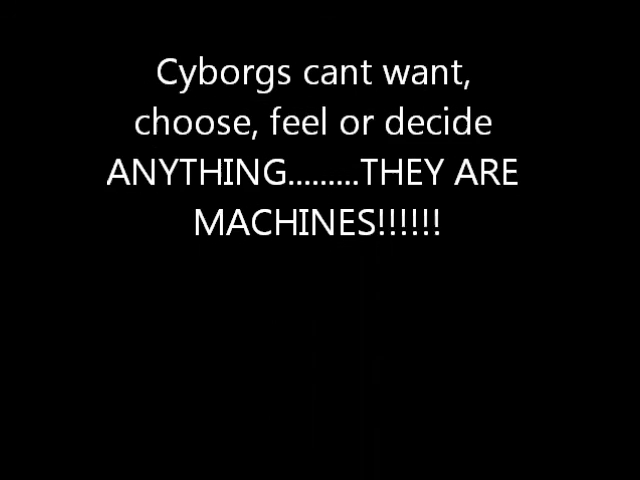 Cyborgs cant want,
choose, feel or decide
ANYTHING.........THEY ARE
MACHINES!!!!!!